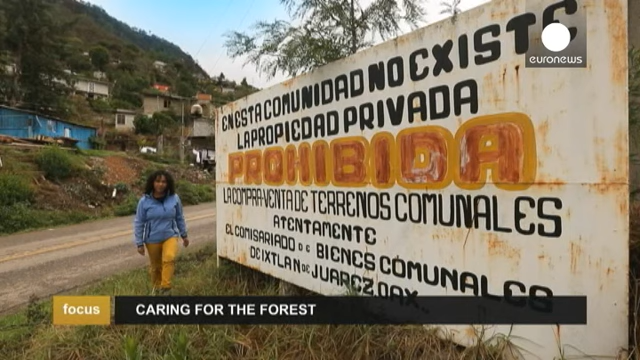 euronews
EN ESTA COMUNIDAD NO EXISTE
LA PROPIEDAD PRIVADA
PROHIBIDA
LA COMPRA-VENTA DE TERRENOS COMUNALES
ATENTAMENTE
EL COMISARIADO DE BIENES COMUNALES
DE IXTLAN DE JUAREZ, OAX.
focus CARING FOR THE FOREST